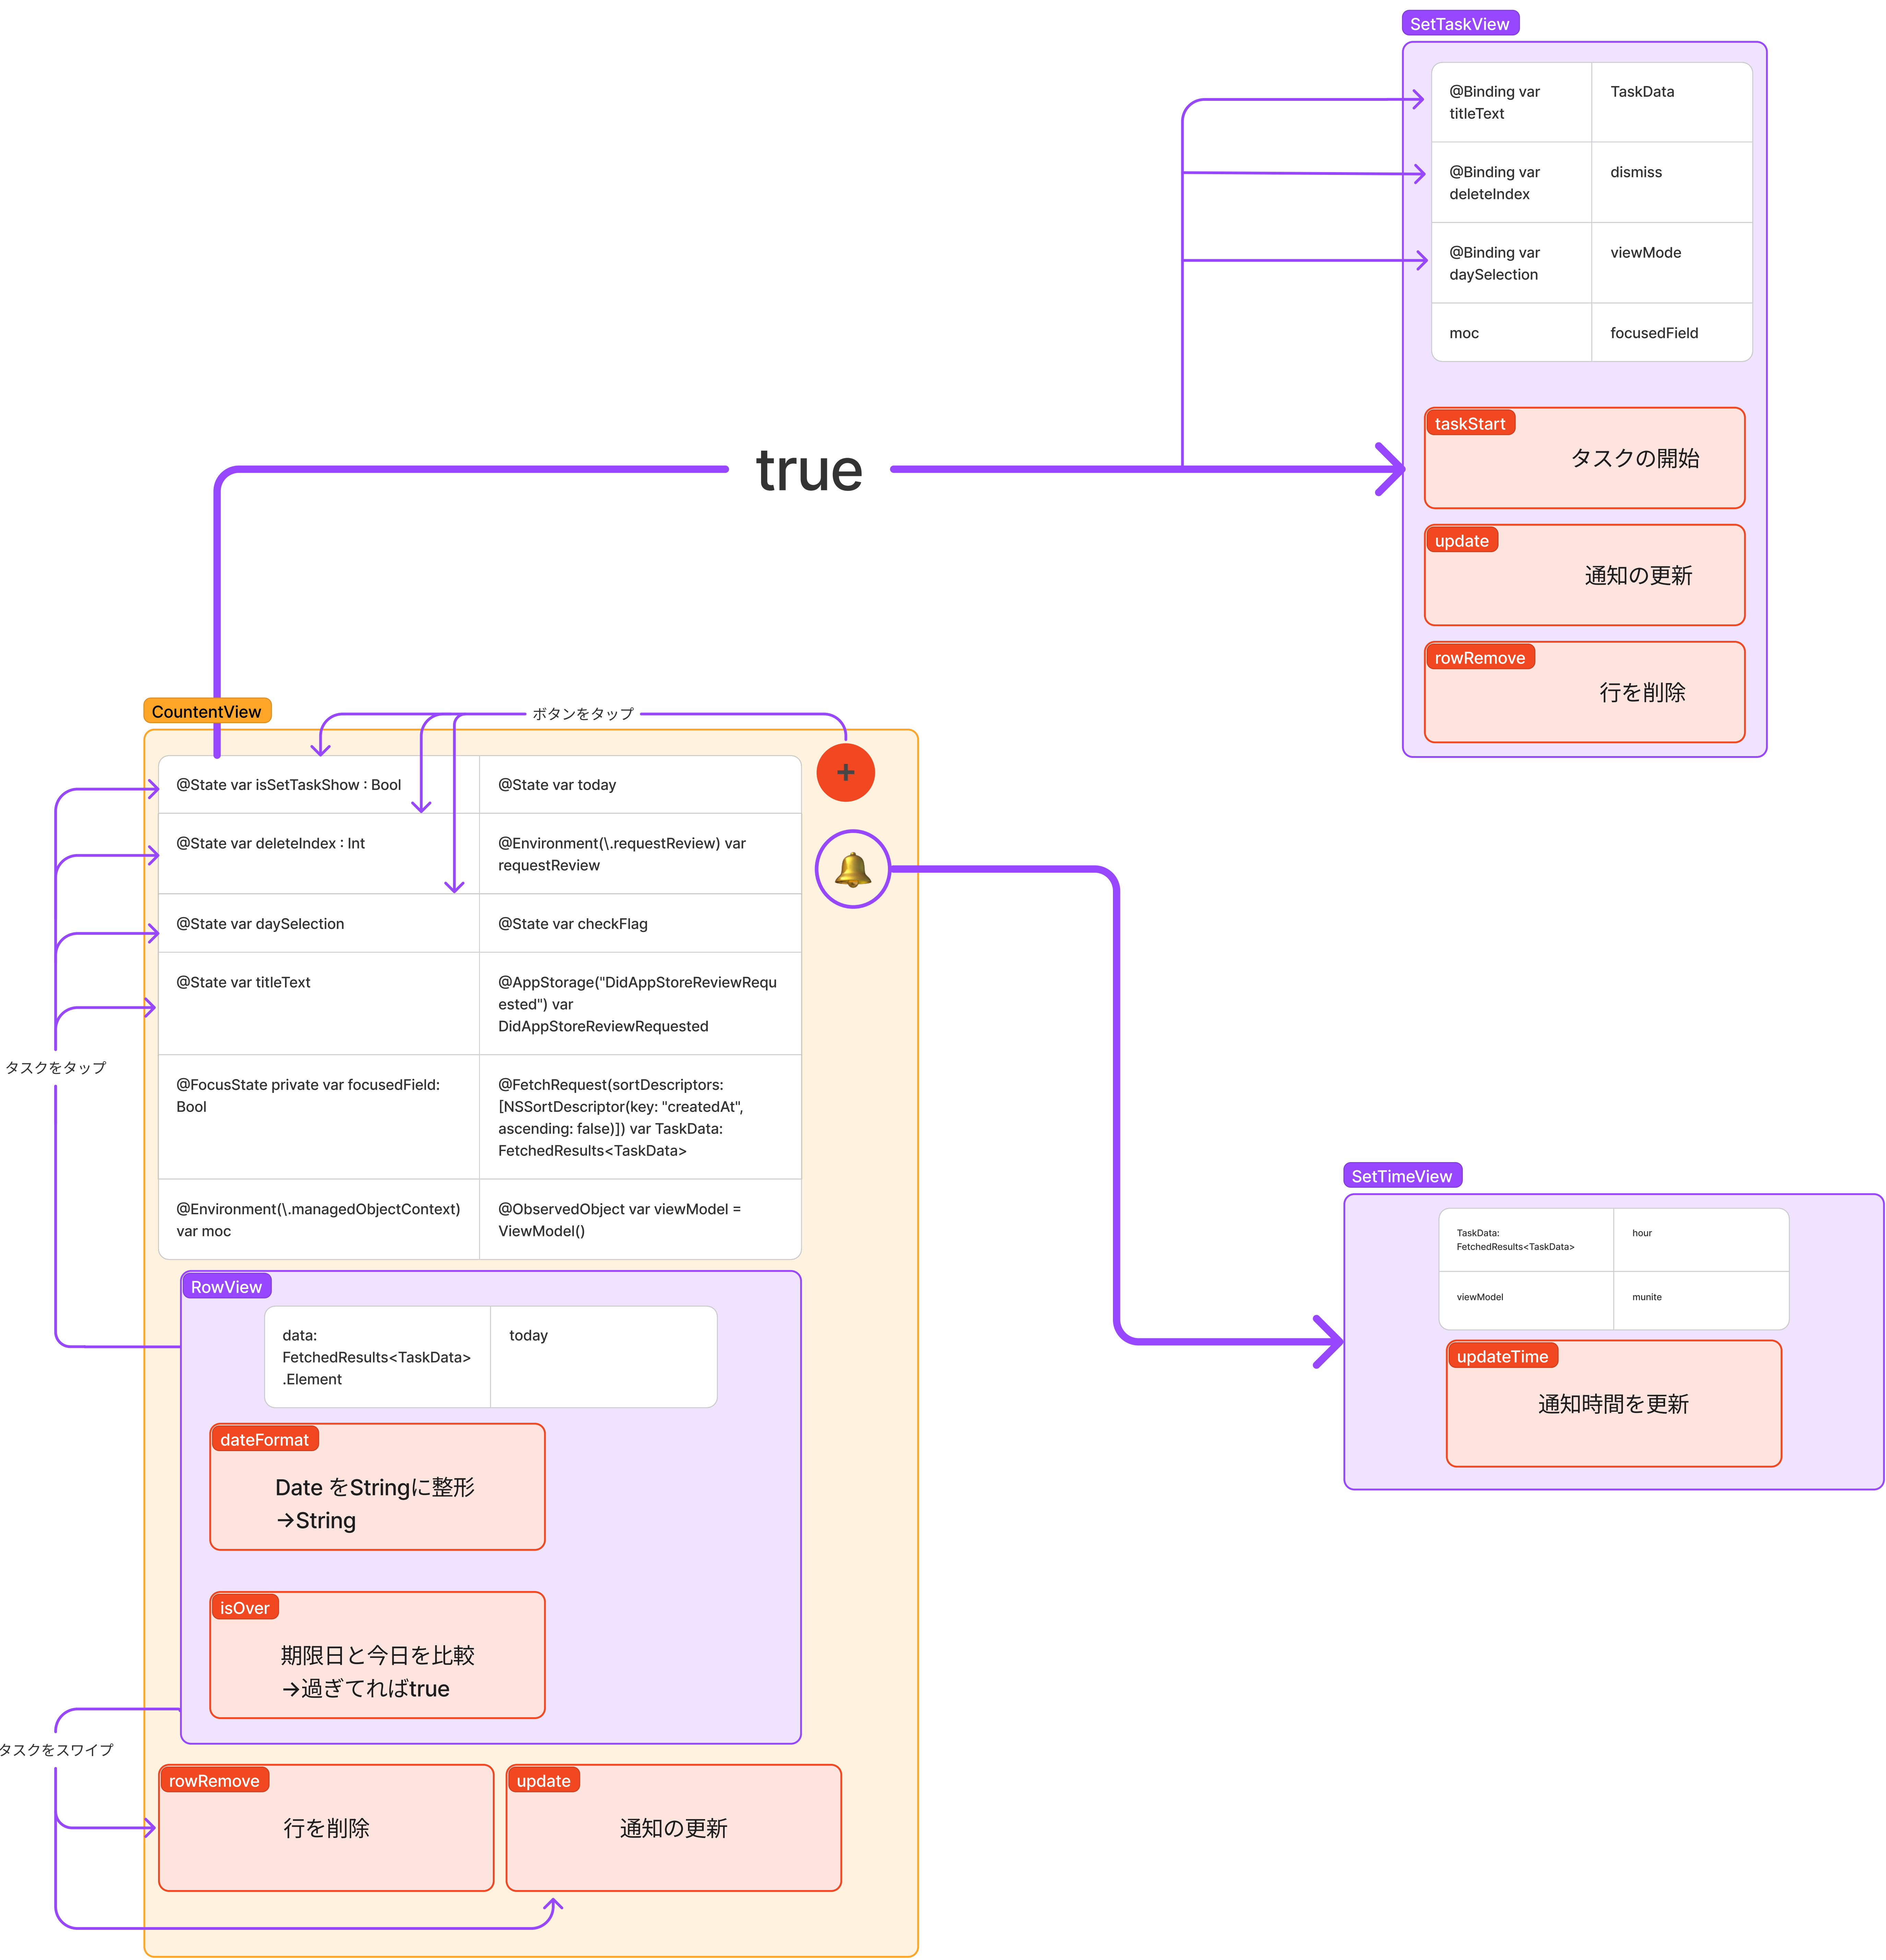 SetTaskView
@Binding var
titleText
TaskData
@Binding var
deleteIndex
dismiss
@Binding var
daySelection
viewMode
moc
focusedField
taskStart
タスクの開始
update
通知の更新
rowRemove
行を削除
true
CountentView
ボタンをタップ
+
@State var isSetTaskShow : Bool
@State var today
@State var deleteIndex : Int
@Environment(\.requestReview) var
requestReview
@State var daySelection
@State var checkFlag
@State var titleText
@AppStorage("DidAppStoreReviewRequ
ested") var
DidAppStoreReviewRequested
@FocusState private var focusedField:
Bool
@FetchRequest(sortDescriptors:
[NSSortDescriptor(key: "createdAt",
ascending: false)]) var TaskData:
FetchedResults<TaskData>
@Environment(\.managedObjectContext)
var moc
@ObservedObject var viewModel =
ViewModel()
タスクをタップ
RowView
data:
FetchedResults<TaskData>
.Element
today
dateFormat
Date をStringに整形
→String
isOver
期限日と今日を比較
→過ぎてればtrue
タスクをスワイプ
rowRemove
行を削除
update
通知の更新
SetTimeView
TaskData:
FetchedResults<TaskData>
hour
viewModel
munite
updateTime
通知時間を更新